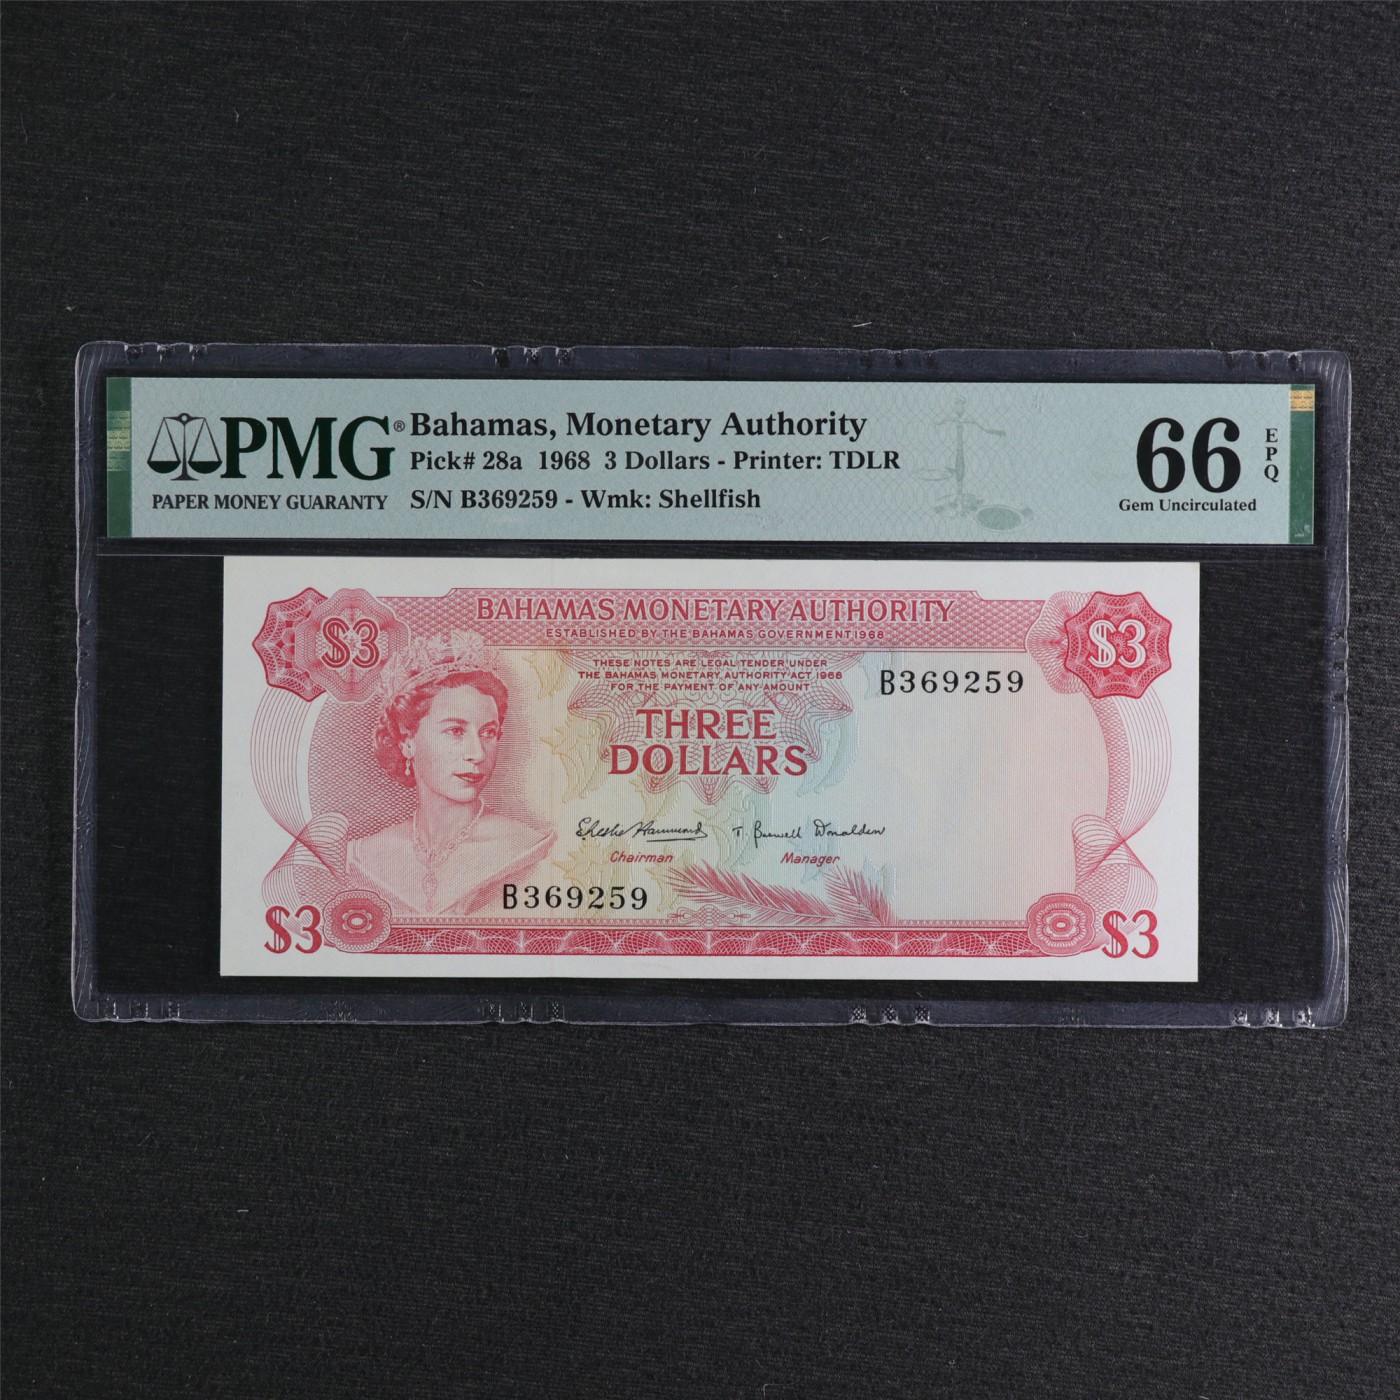 PMG®
PAPER MONEY GUARANTY
Bahamas, Monetary Authority
Pick# 28a 1968 3 Dollars - Printer: TDLR
S/N B369259 - Wmk: Shellfish
66
EPQ
Gem Uncirculated
BAHAMAS MONETARY AUTHORITY
ESTABLISHED BY THE BAHAMAS GOVERNMENT 1968
$3
$3
THESE NOTES ARE LEGAL TENDER UNDER
THE BAHAMAS MONETARY AUTHORITY ACT 1968
FOR THE PAYMENT OF ANY AMOUNT
B369259
THREE
DOLLARS
T. Burwell Donaldson
Chairman
Manager
B369259
$3
$3